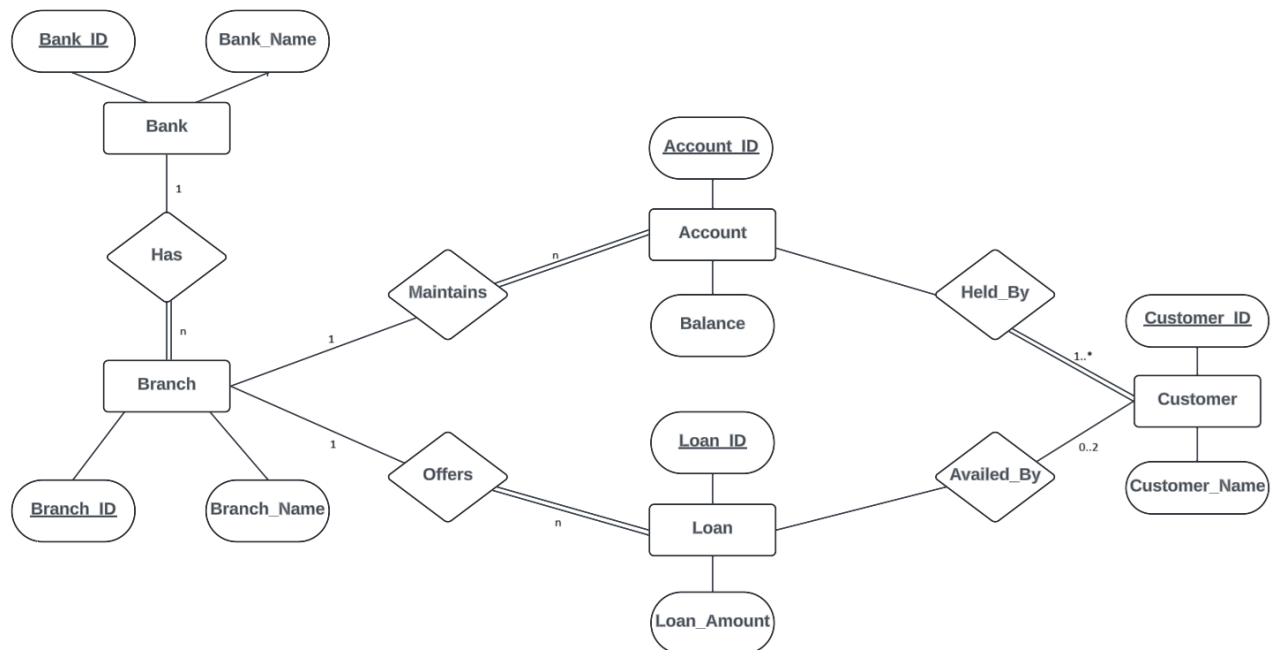 Bank_ID
Bank_Name
Bank
1
Has
n
Branch
Branch_ID
Branch_Name
1
Maintains
n
Account_ID
Account
Balance
1
Offers
n
Loan_ID
Loan
Loan_Amount
Held_By
1..*
Availed_By
0..2
Customer_ID
Customer
Customer_Name